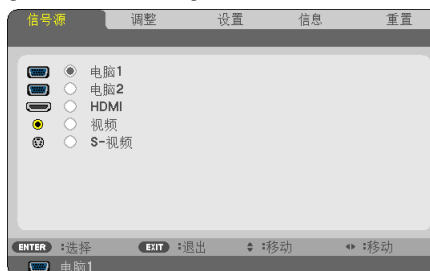 信号源 调整 设置 信息 重置
电脑1
电脑2
HDMI
视频
S-视频
ENTER :选择 EXIT :退出 :移动 :移动
电脑1